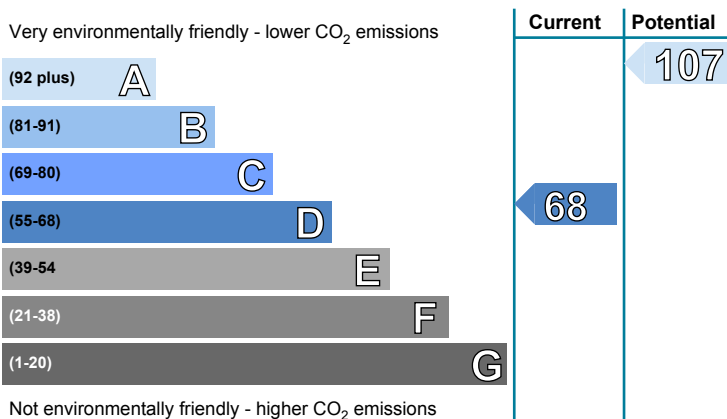 Very environmentally friendly - lower CO2 emissions
Current
Potential
(92 plus) A
107
(81-91) B
(69-80) C
(55-68) D
68
(39-54 E
(21-38) F
(1-20) G
Not environmentally friendly - higher CO2 emissions